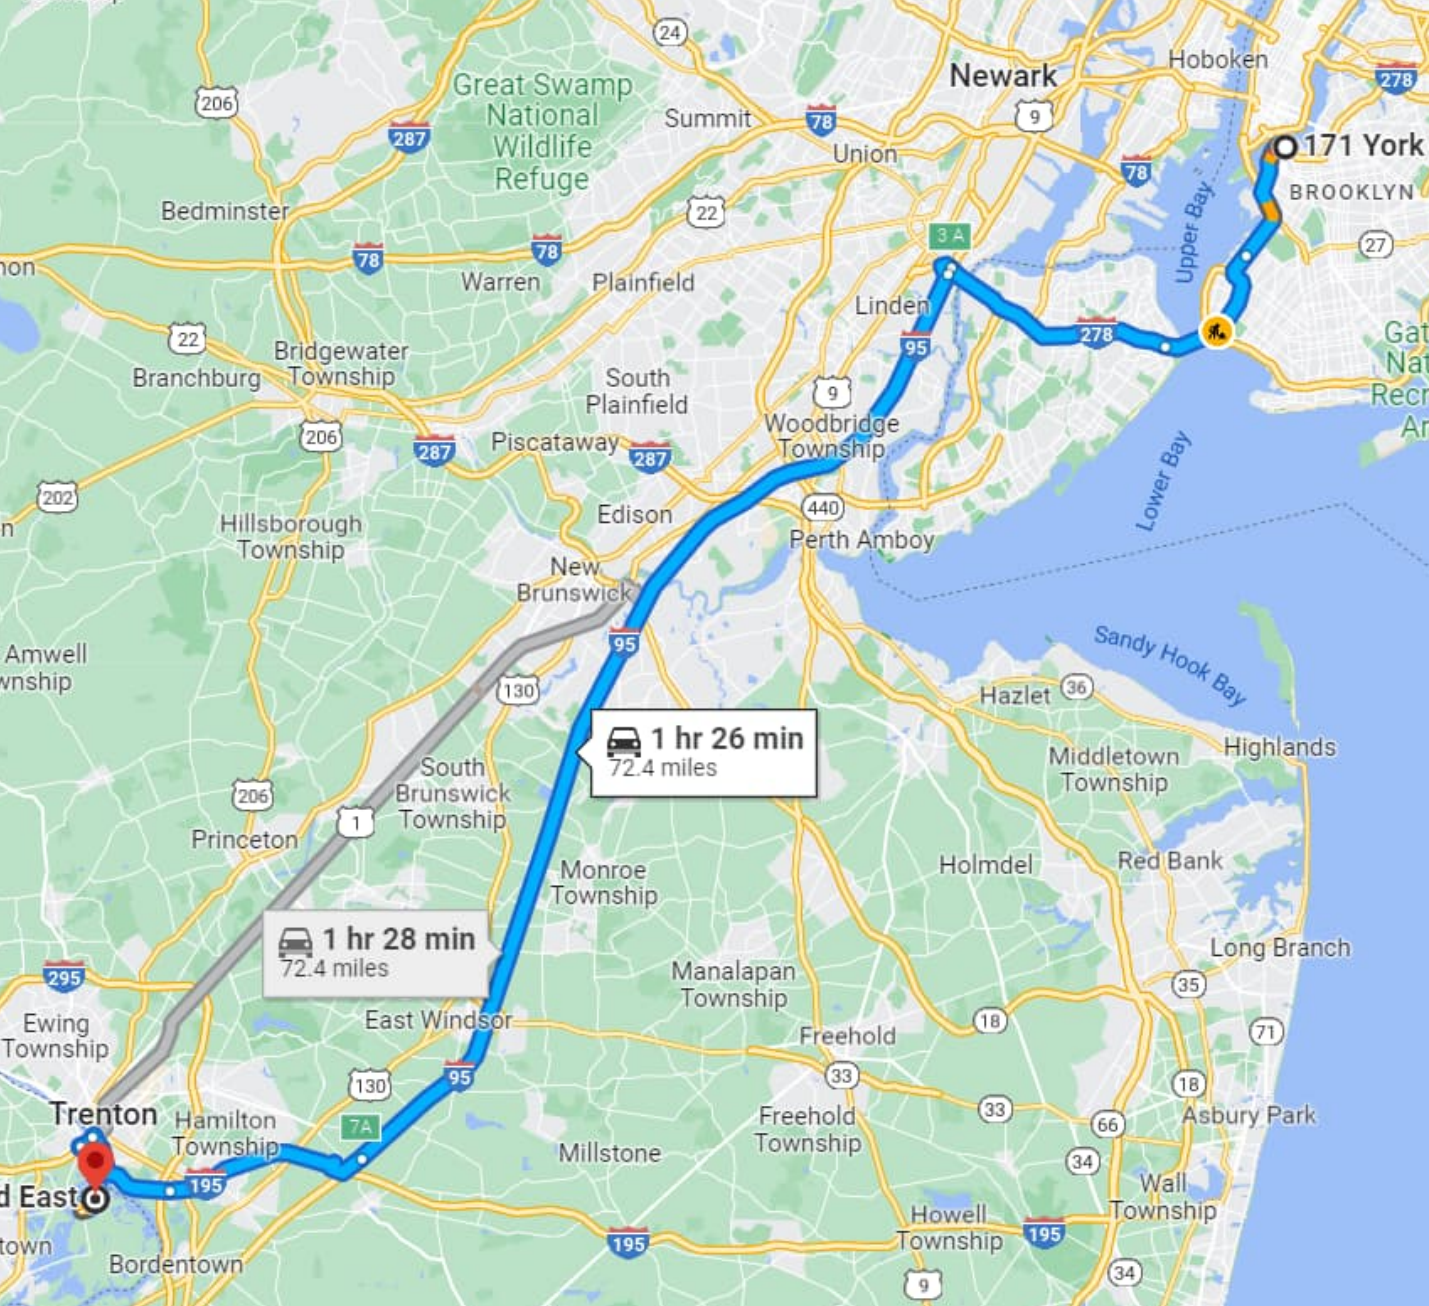 24
Hoboken
Newark
278
Great Swamp
National
Wildlife
Refuge
206
Summit
78
9
287
Union
171 York
78
BROOKLYN
Bedminster
22
Upper Bay
3 A
27
78
78
Warren
Plainfield
Linden
278
22
95
Bridgewater
Township
Branchburg
South
Plainfield
9
206
Woodbridge
Township
287
Piscataway
287
202
Lower Bay
440
Edison
Hillsborough
Township
Perth Amboy
New
Brunswick
95
Amwell
Sandy Hook Bay
130
Hazlet
36
1 hr 26 min
72.4 miles
Highlands
Middletown
Township
South
Brunswick
Township
206
1
Princeton
Holmdel
Red Bank
Monroe
Township
1 hr 28 min
72.4 miles
Long Branch
295
Manalapan
Township
35
Ewing
Township
East Windsor
18
71
Freehold
33
95
130
18
33
Trenton
Hamilton
Township
7A
Freehold
Township
66
Asbury Park
Millstone
34
195
d East
Wall
Township
Howell
Township
195
195
town
Bordentown
34
9